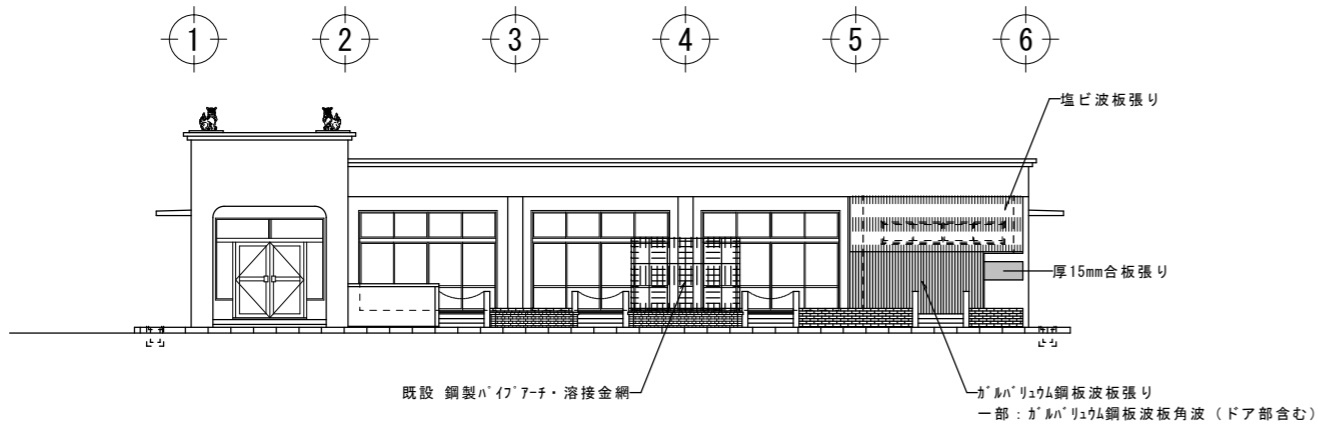 1 2 3 4 5 6
塩ビ波板張り
厚15mm合板張り
既設 鋼製ﾊﾟｲﾌﾟｱｰﾁ・溶接金網
ｶﾞﾙﾊﾞﾘｭｳﾑ鋼板波板張り
一部：ｶﾞﾙﾊﾞﾘｭｳﾑ鋼板波板角波（ドア部含む）